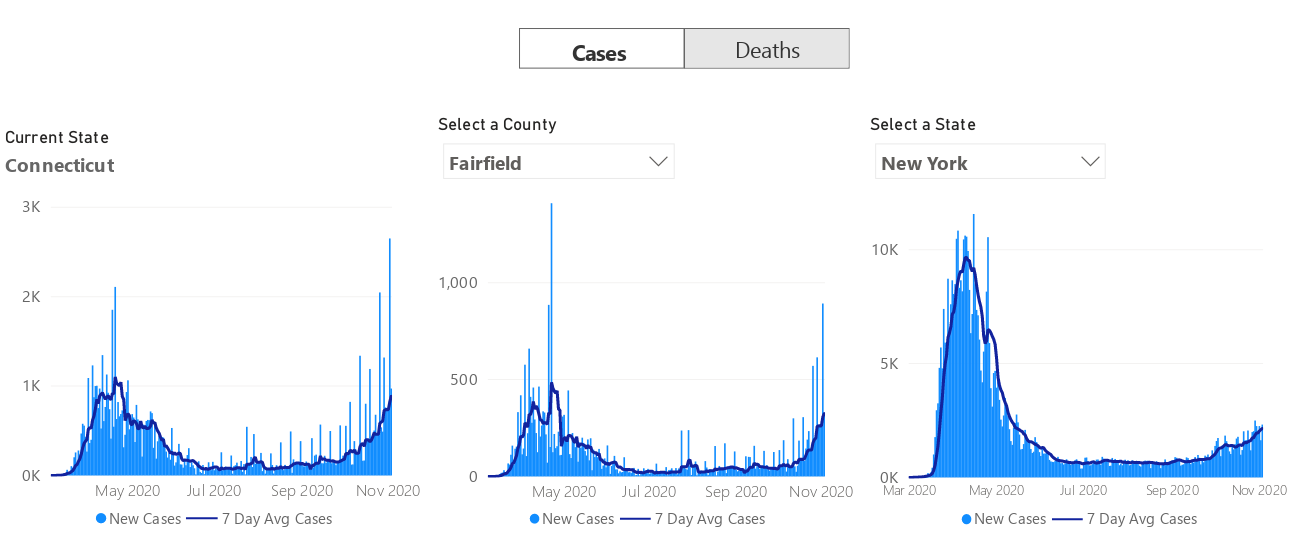 Cases
Deaths
Current State
Connecticut
3K
2K
1K
0K
May 2020
Jul 2020
Sep 2020
Nov 2020
New Cases
7 Day Avg Cases
Select a County
Fairfield
1,000
500
0
May 2020
Jul 2020
Sep 2020
Nov 2020
New Cases
7 Day Avg Cases
Select a State
New York
10K
5K
0K
Mar 2020
May 2020
Jul 2020
Sep 2020
Nov 2020
New Cases
7 Day Avg Cases